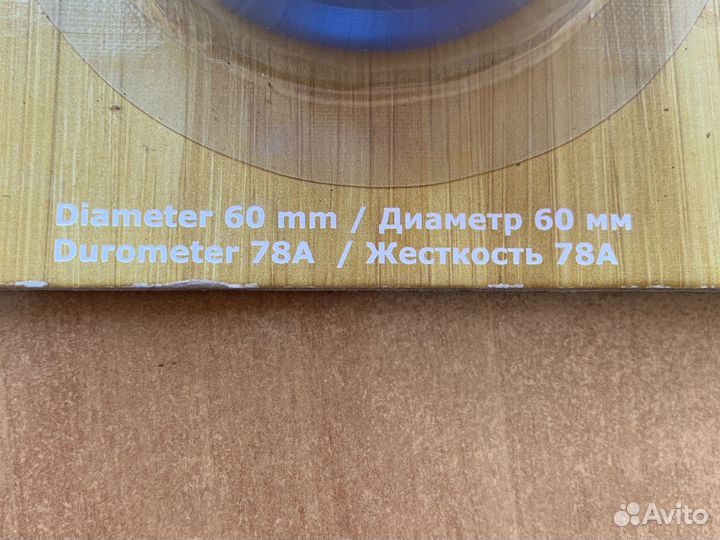 Diameter 60 mm / Диаметр 60 мм
Durometer 78A / Жесткость 78A
Avito